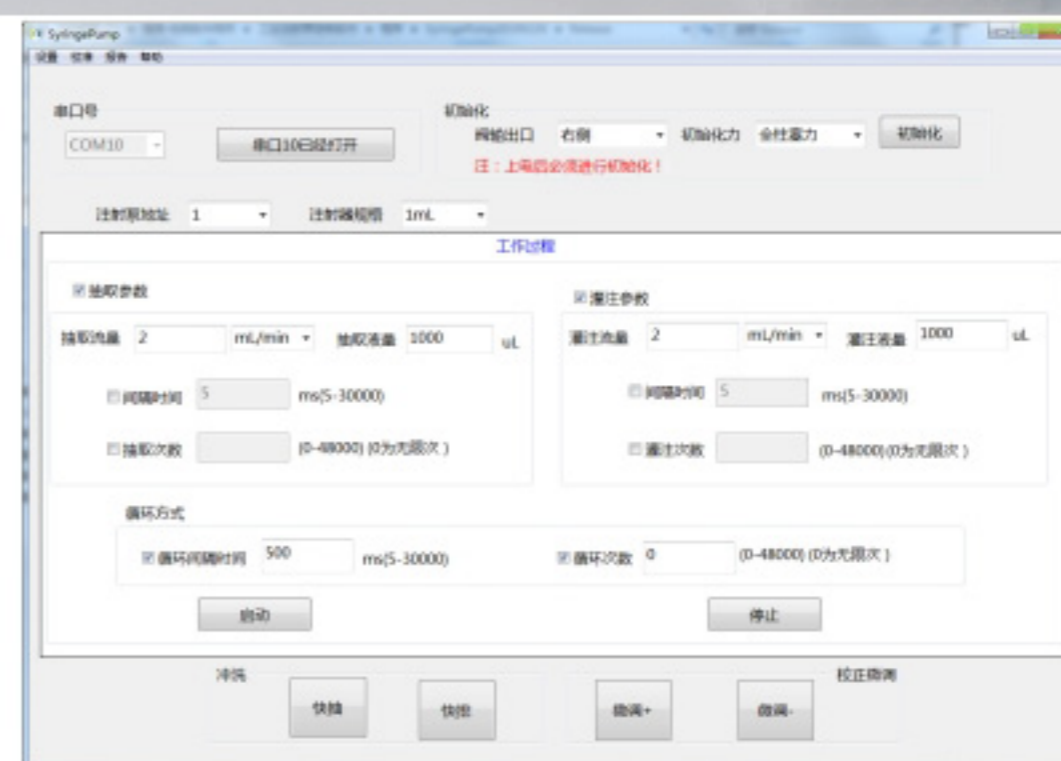 SyringePump
设置 校准 报告 帮助
串口号
COM10
串口10已经打开
初始化
阀输出口 右侧 初始化力 全柱塞力 初始化
注：上电后必须进行初始化！
注射泵地址 1 注射器规格 1mL
工作过程
抽取参数
抽取流量 2 mL/min 抽取液量 1000 uL
间隔时间 5 ms(5-30000)
抽取次数 (0-48000) (0为无限次 )
灌注参数
灌注流量 2 mL/min 灌注液量 1000 uL
间隔时间 5 ms(5-30000)
灌注次数 (0-48000) (0为无限次 )
循环方式
循环间隔时间 500 ms(5-30000) 循环次数 0 (0-48000) (0为无限次 )
启动 停止
冲洗
快抽 快排
校正微调
微调+ 微调-